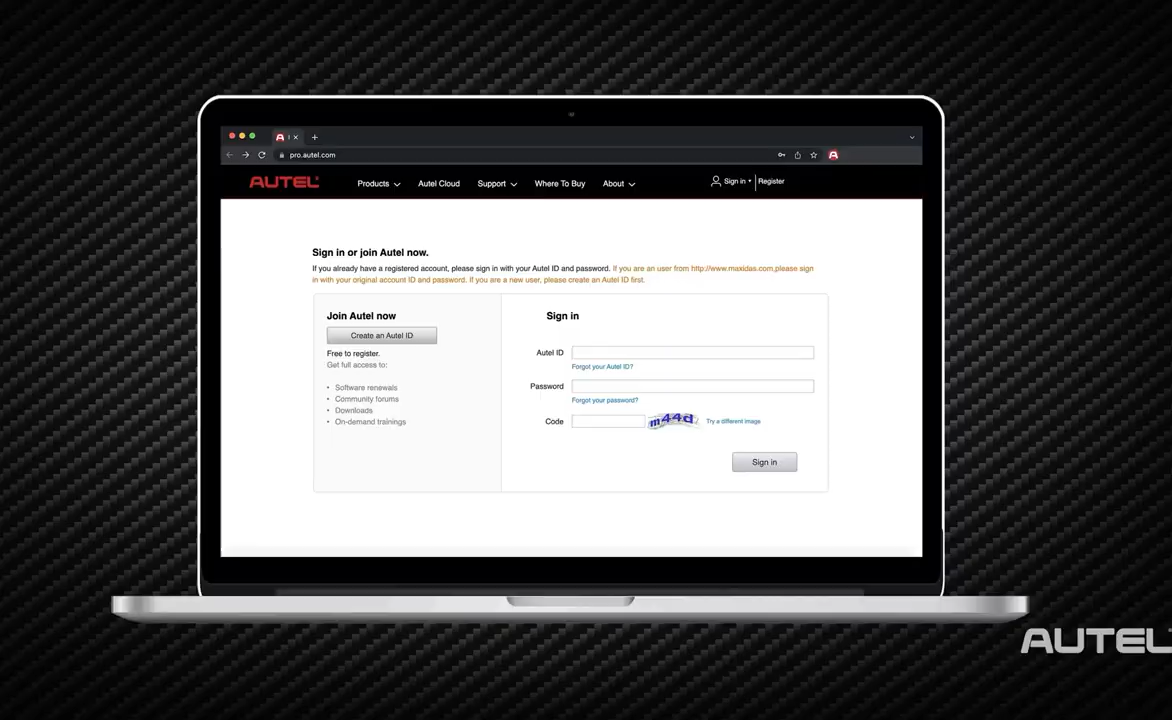 pro.autel.com
AUTEL
Products
Autel Cloud
Support
Where To Buy
About
Sign in
Register
Sign in or join Autel now.
If you already have a registered account, please sign in with your Autel ID and password. If you are an user from http://www.maxidas.com,please sign
in with your original account ID and password. If you are a new user, please create an Autel ID first.
Join Autel now
Create an Autel ID
Free to register.
Get full access to:
• Software renewals
• Community forums
• Downloads
• On-demand trainings
Sign in
Autel ID
Forgot your Autel ID?
Password
Forgot your password?
Code
m44d
Try a different image
Sign in
AUTEL